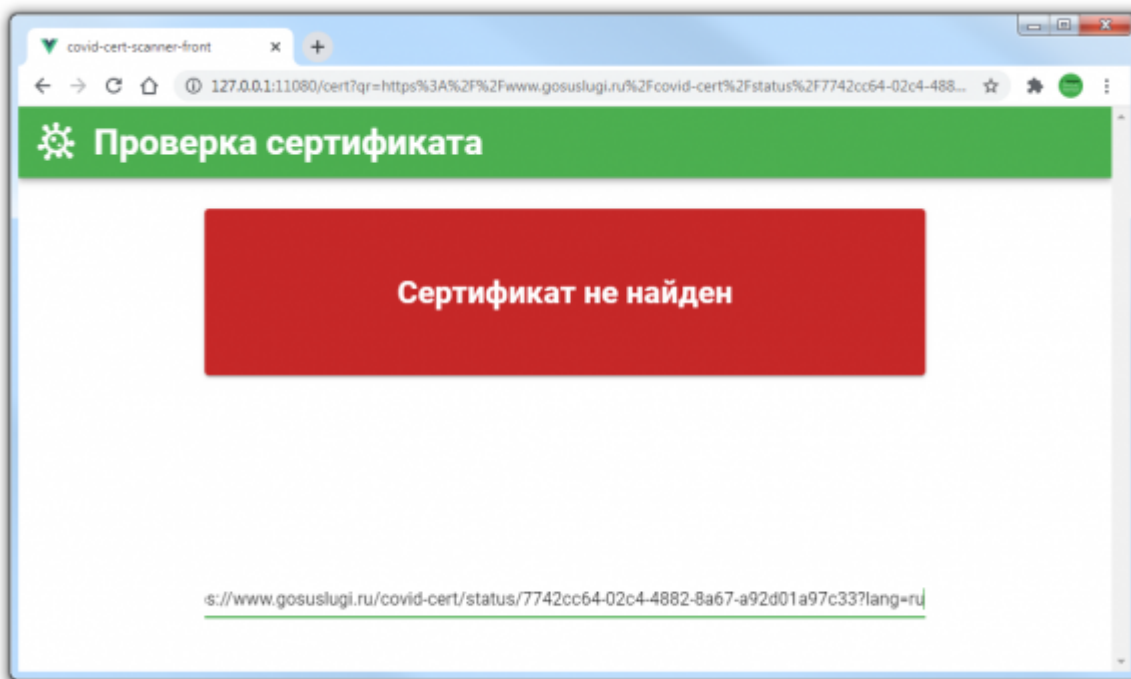 covid-cert-scanner-front
127.0.0.1:11080/cert?qr=https%3A%2F%2Fwww.gosuslugi.ru%2Fcovid-cert%2Fstatus%2F7742cc64-02c4-488...
Проверка сертификата
Сертификат не найден
s://www.gosuslugi.ru/covid-cert/status/7742cc64-02c4-4882-8a67-a92d01a97c33?lang=ru